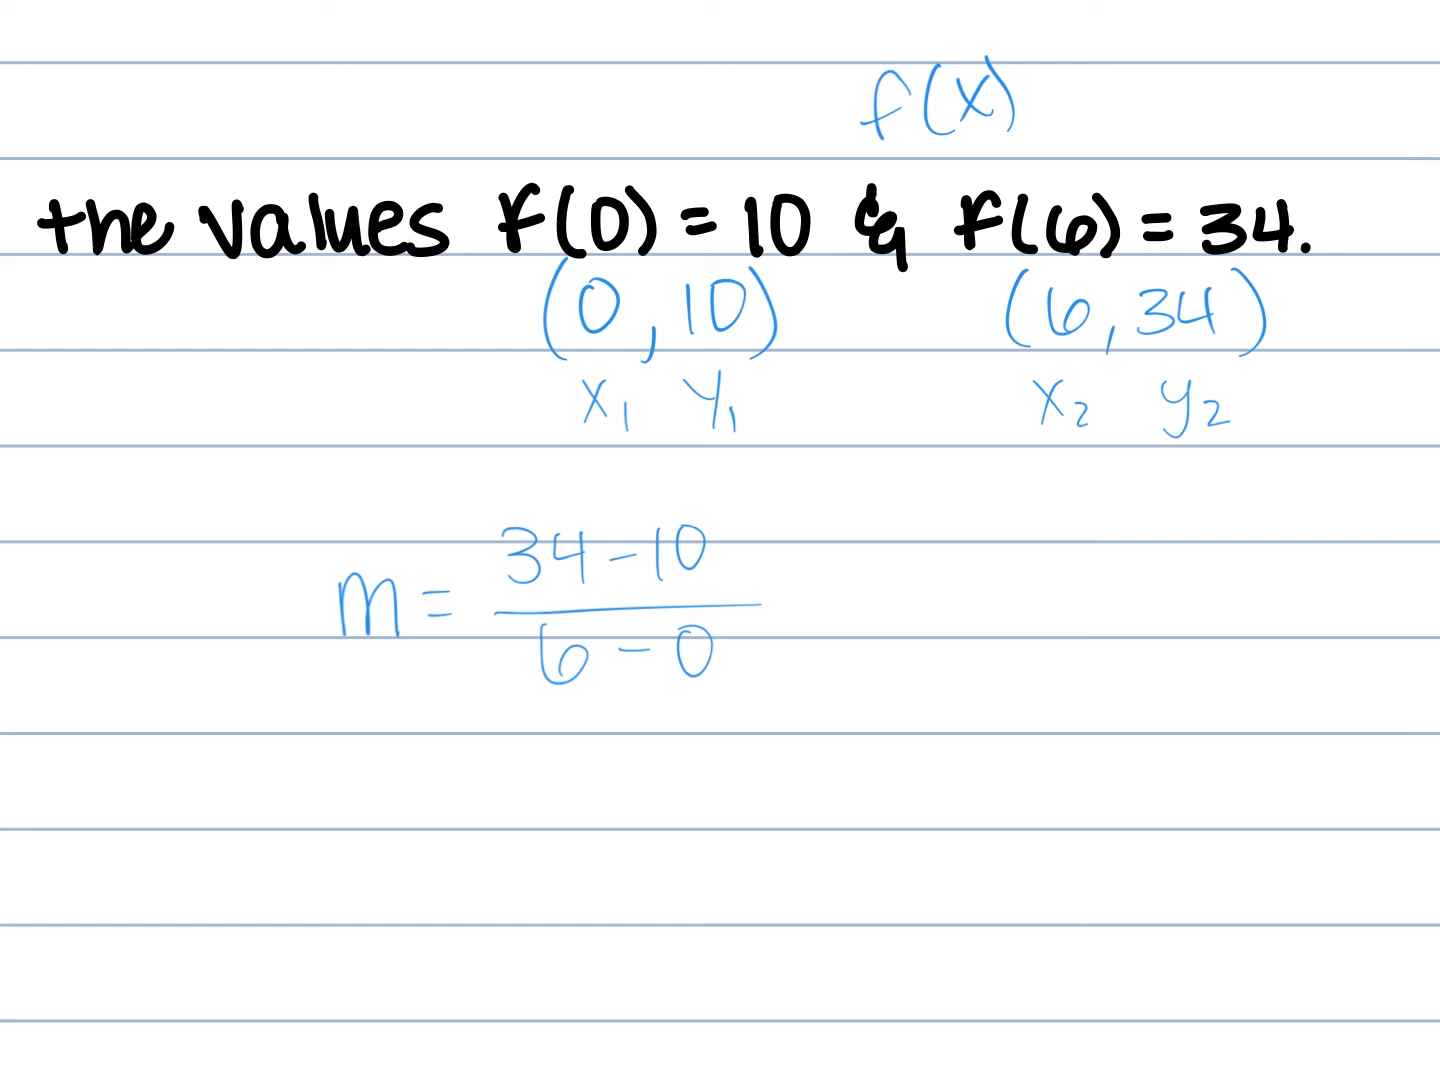 f(x)
the values f(0) = 10 & f(6) = 34.
(0, 10) (6, 34)
x₁ y₁ x₂ y₂
m = 34 - 10
6 - 0